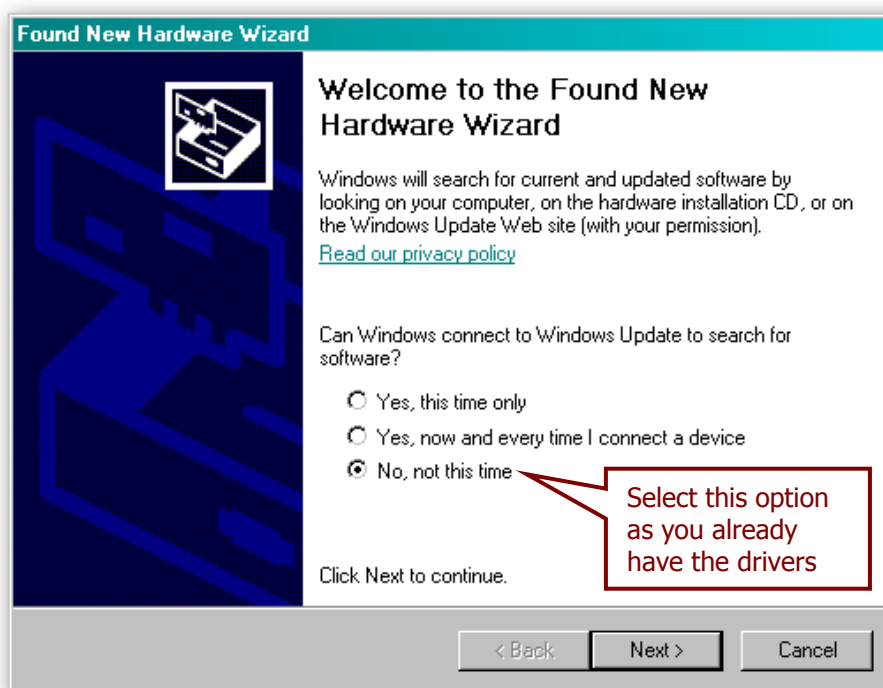 Found New Hardware Wizard
Welcome to the Found New
Hardware Wizard
Windows will search for current and updated software by
looking on your computer, on the hardware installation CD, or on
the Windows Update Web site (with your permission).
Read our privacy policy
Can Windows connect to Windows Update to search for
software?
Yes, this time only
Yes, now and every time I connect a device
No, not this time
Select this option
as you already
have the drivers
Click Next to continue.
< Back
Next >
Cancel